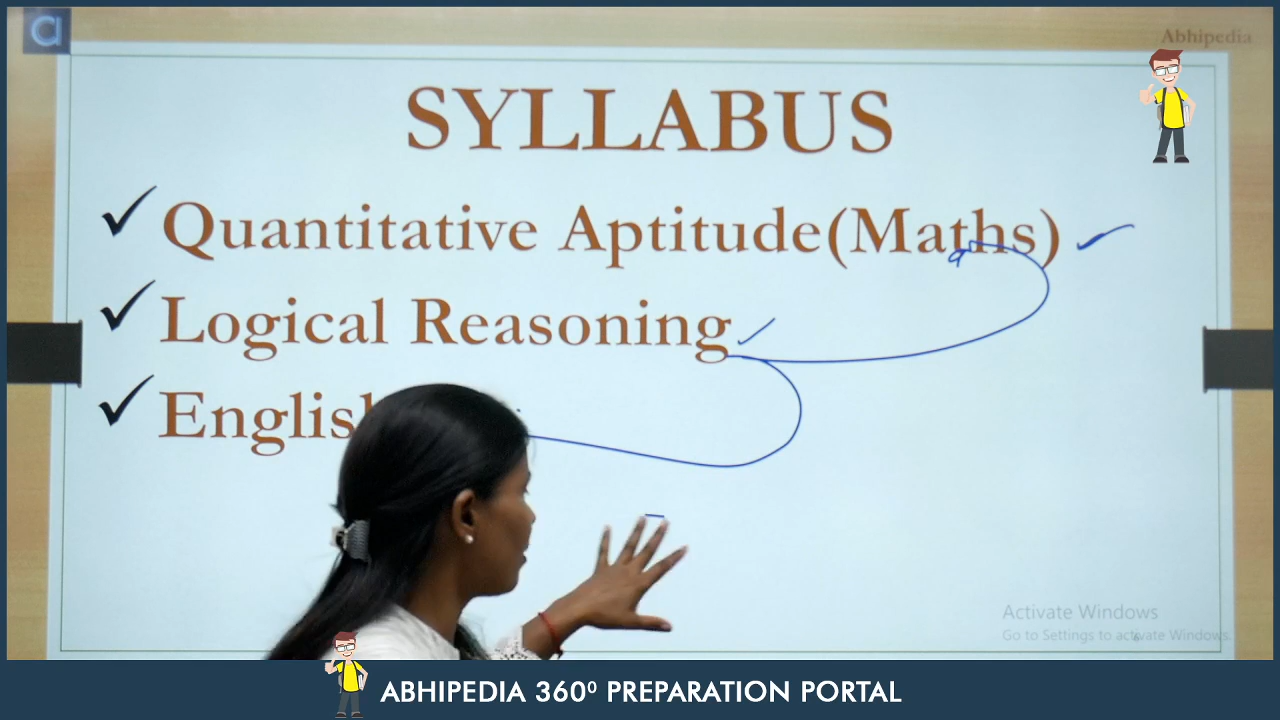 a
Abhipedia
SYLLABUS
✓ Quantitative Aptitude(Maths) ✓
✓ Logical Reasoning ✓
✓ Englis
Activate Windows
Go to Settings to activate Windows.
ABHIPEDIA 360⁰ PREPARATION PORTAL